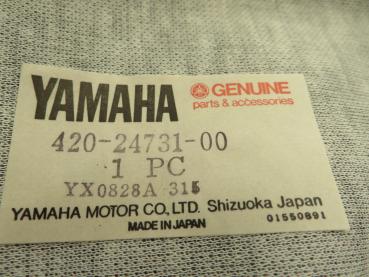 YAMAHA GENUINE
parts & accessories
420-24731-00
1 PC
YX0828A 315
YAMAHA MOTOR CO., LTD. Shizuoka Japan
MADE IN JAPAN 01550891